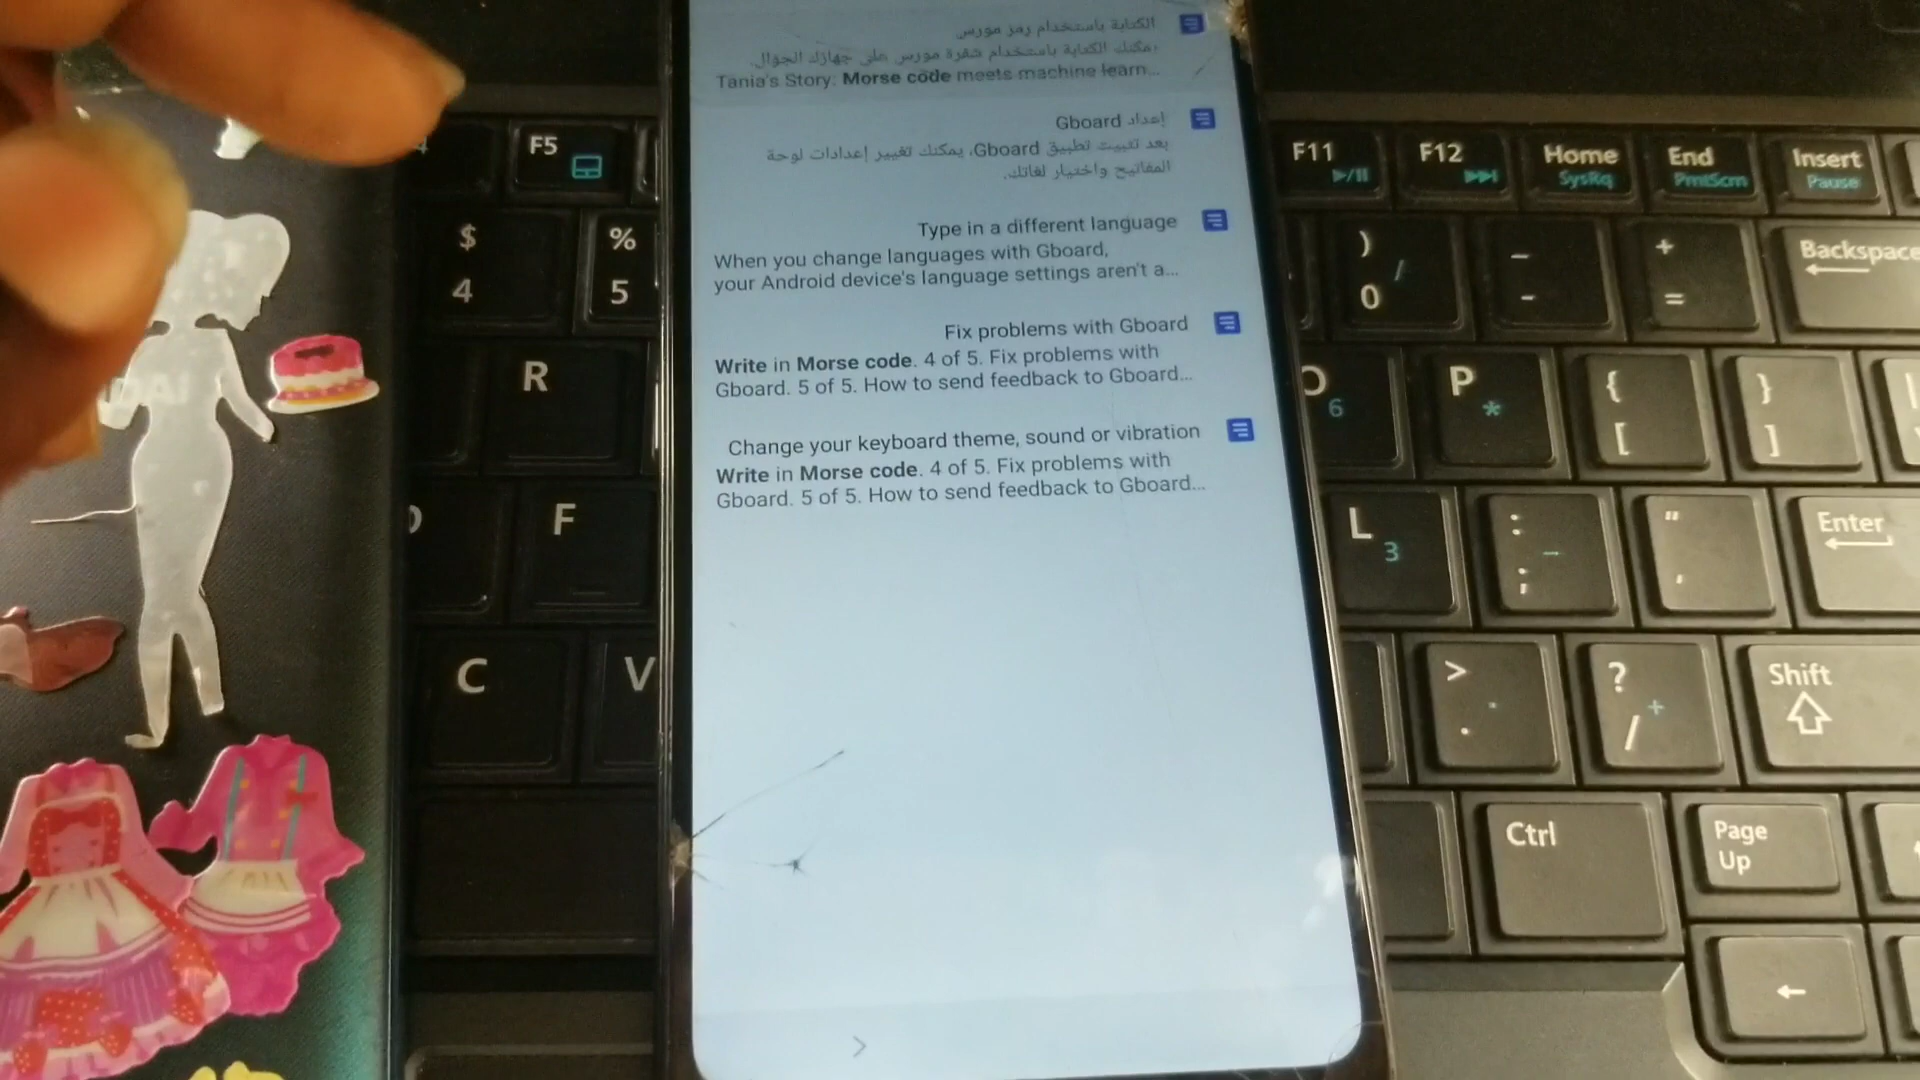 الكتابة باستخدام رمز مورس
يمكنك الكتابة باستخدام شفرة مورس على جهازك الجوّال.
Tania's Story: Morse code meets machine learn...
إعداد Gboard
بعد تثبيت تطبيق Gboard، يمكنك تغيير إعدادات لوحة
المفاتيح واختيار لغاتك.
Type in a different language
When you change languages with Gboard,
your Android device's language settings aren't a...
Fix problems with Gboard
Write in Morse code. 4 of 5. Fix problems with
Gboard. 5 of 5. How to send feedback to Gboard...
Change your keyboard theme, sound or vibration
Write in Morse code. 4 of 5. Fix problems with
Gboard. 5 of 5. How to send feedback to Gboard...
F5
F11
F12
Home
SysRq
End
PrntScrn
Insert
Pause
$
4
%
5
)
/
0
_
-
+
=
Backspace
R
O
6
P
*
{
[
}
]
F
L
3
:
-
;
"
'
Enter
C
V
>
.
.
?
+
/
Shift
Ctrl
Page
Up